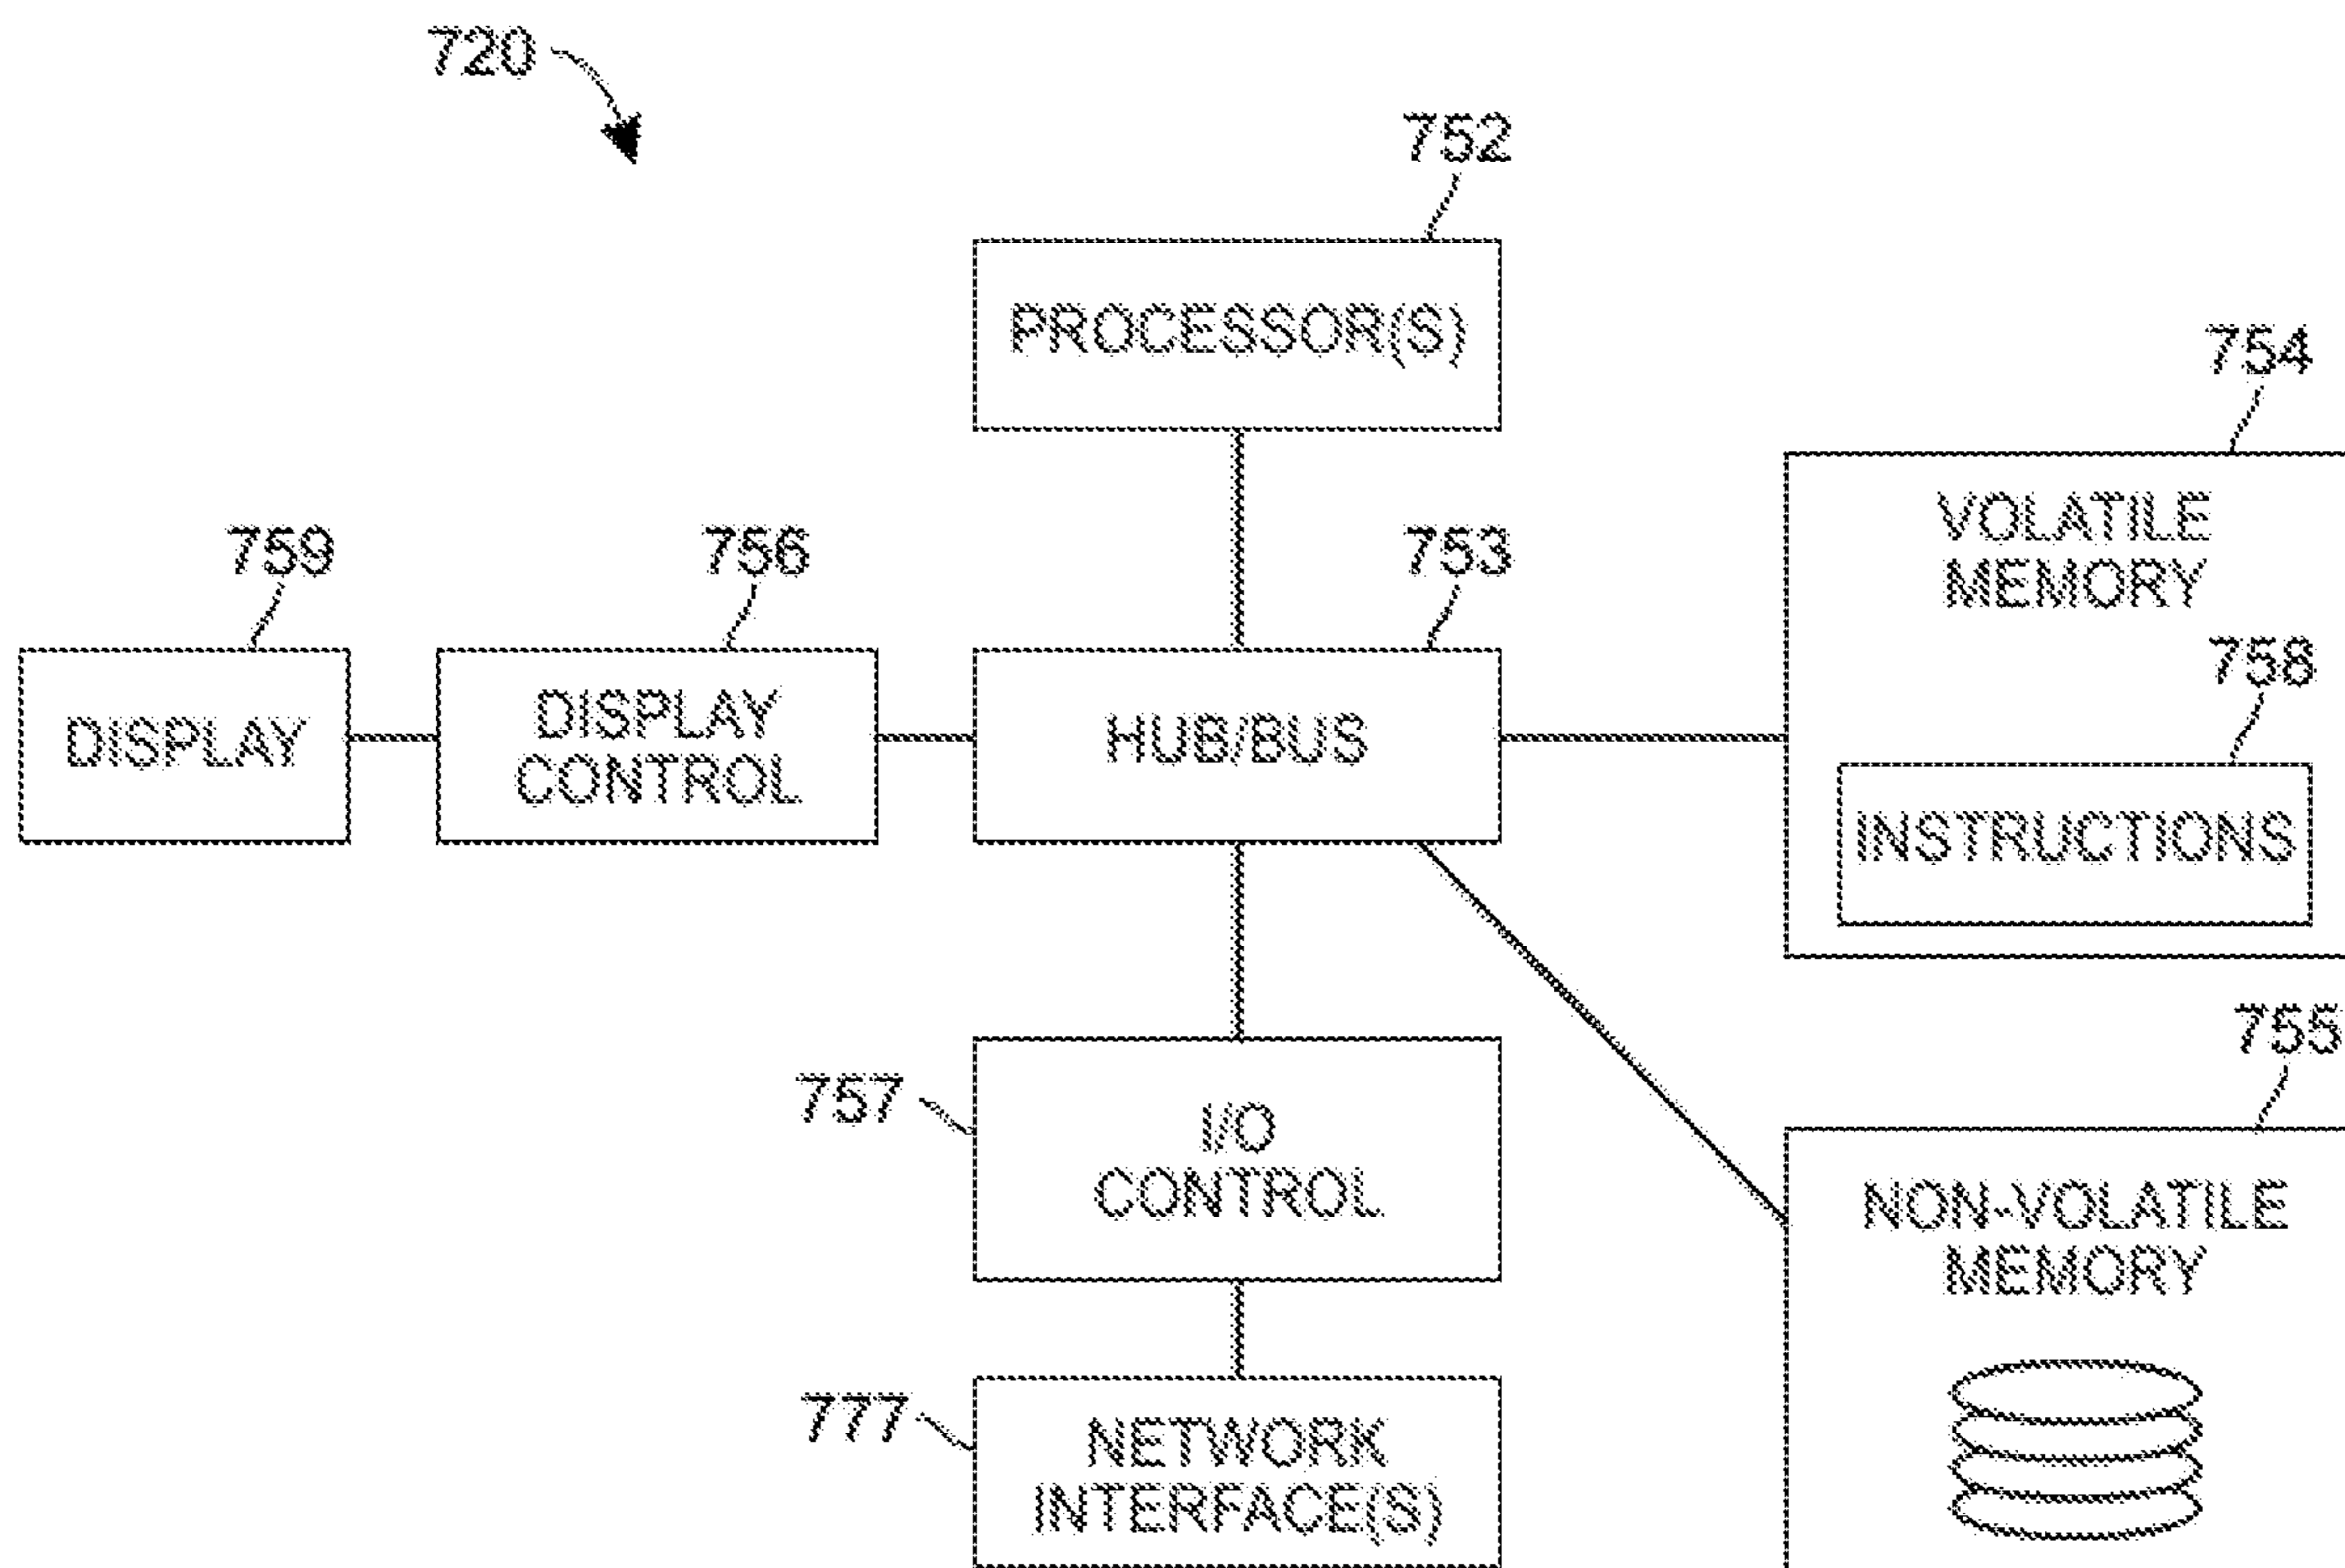 720
752
PROCESSOR(S)
754
VOLATILE
MEMORY
759
756
753
758
DISPLAY
DISPLAY
CONTROL
HUB/BUS
INSTRUCTIONS
755
757
I/O
CONTROL
NON-VOLATILE
MEMORY
777
NETWORK
INTERFACE(S)